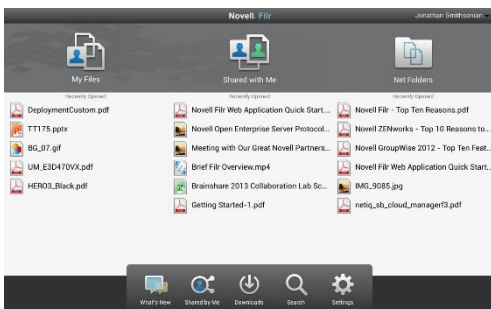 Novell. Filr
Jonathan Smithsonian
My Files
Shared with Me
Net Folders
Recently Opened
DeploymentCustom.pdf
TT175.pptx
BG_07.gif
UM_E3D470VX.pdf
HERO3_Black.pdf
Recently Opened
Novell Filr Web Application Quick Start...
Novell Open Enterprise Server Protocol...
Meeting with Our Great Novell Partners...
Brief Filr Overview.mp4
Brainshare 2013 Collaboration Lab Sc...
Getting Started-1.pdf
Recently Opened
Novell Filr - Top Ten Reasons.pdf
Novell ZENworks - Top 10 Reasons to...
Novell GroupWise 2012 - Top Ten Feat...
Novell Filr Web Application Quick Start...
IMG_9085.jpg
netiq_sb_cloud_managerf3.pdf
What's New
Shared by Me
Downloads
Search
Settings